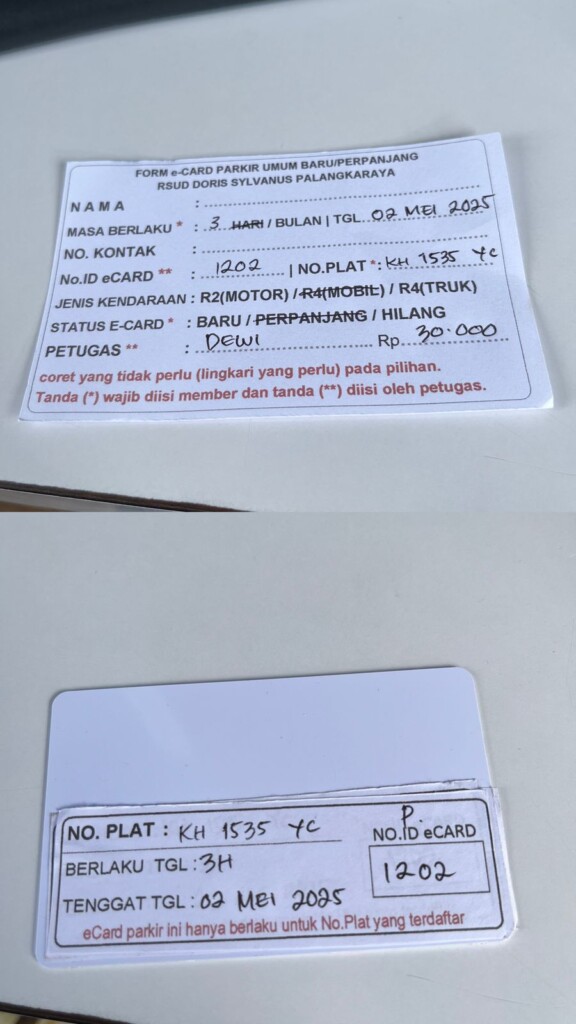 FORM e-CARD PARKIR UMUM BARU/PERPANJANG
RSUD DORIS SYLVANUS PALANGKARAYA
NAMA :
MASA BERLAKU * : 3 HARI / BULAN | TGL. 02 MEI 2025
NO. KONTAK :
No.ID eCARD ** : 1202 | NO.PLAT *: KH 1535 YC
JENIS KENDARAAN : R2(MOTOR) / R4(MOBIL) / R4(TRUK)
STATUS E-CARD * : BARU / PERPANJANG / HILANG
PETUGAS ** : DEWI Rp. 30.000
coret yang tidak perlu (lingkari yang perlu) pada pilihan.
Tanda (*) wajib diisi member dan tanda (**) diisi oleh petugas.
NO. PLAT : KH 1535 YC
P.
NO.ID eCARD
BERLAKU TGL : 3H
1202
TENGGAT TGL : 02 MEI 2025
eCard parkir ini hanya berlaku untuk No.Plat yang terdaftar